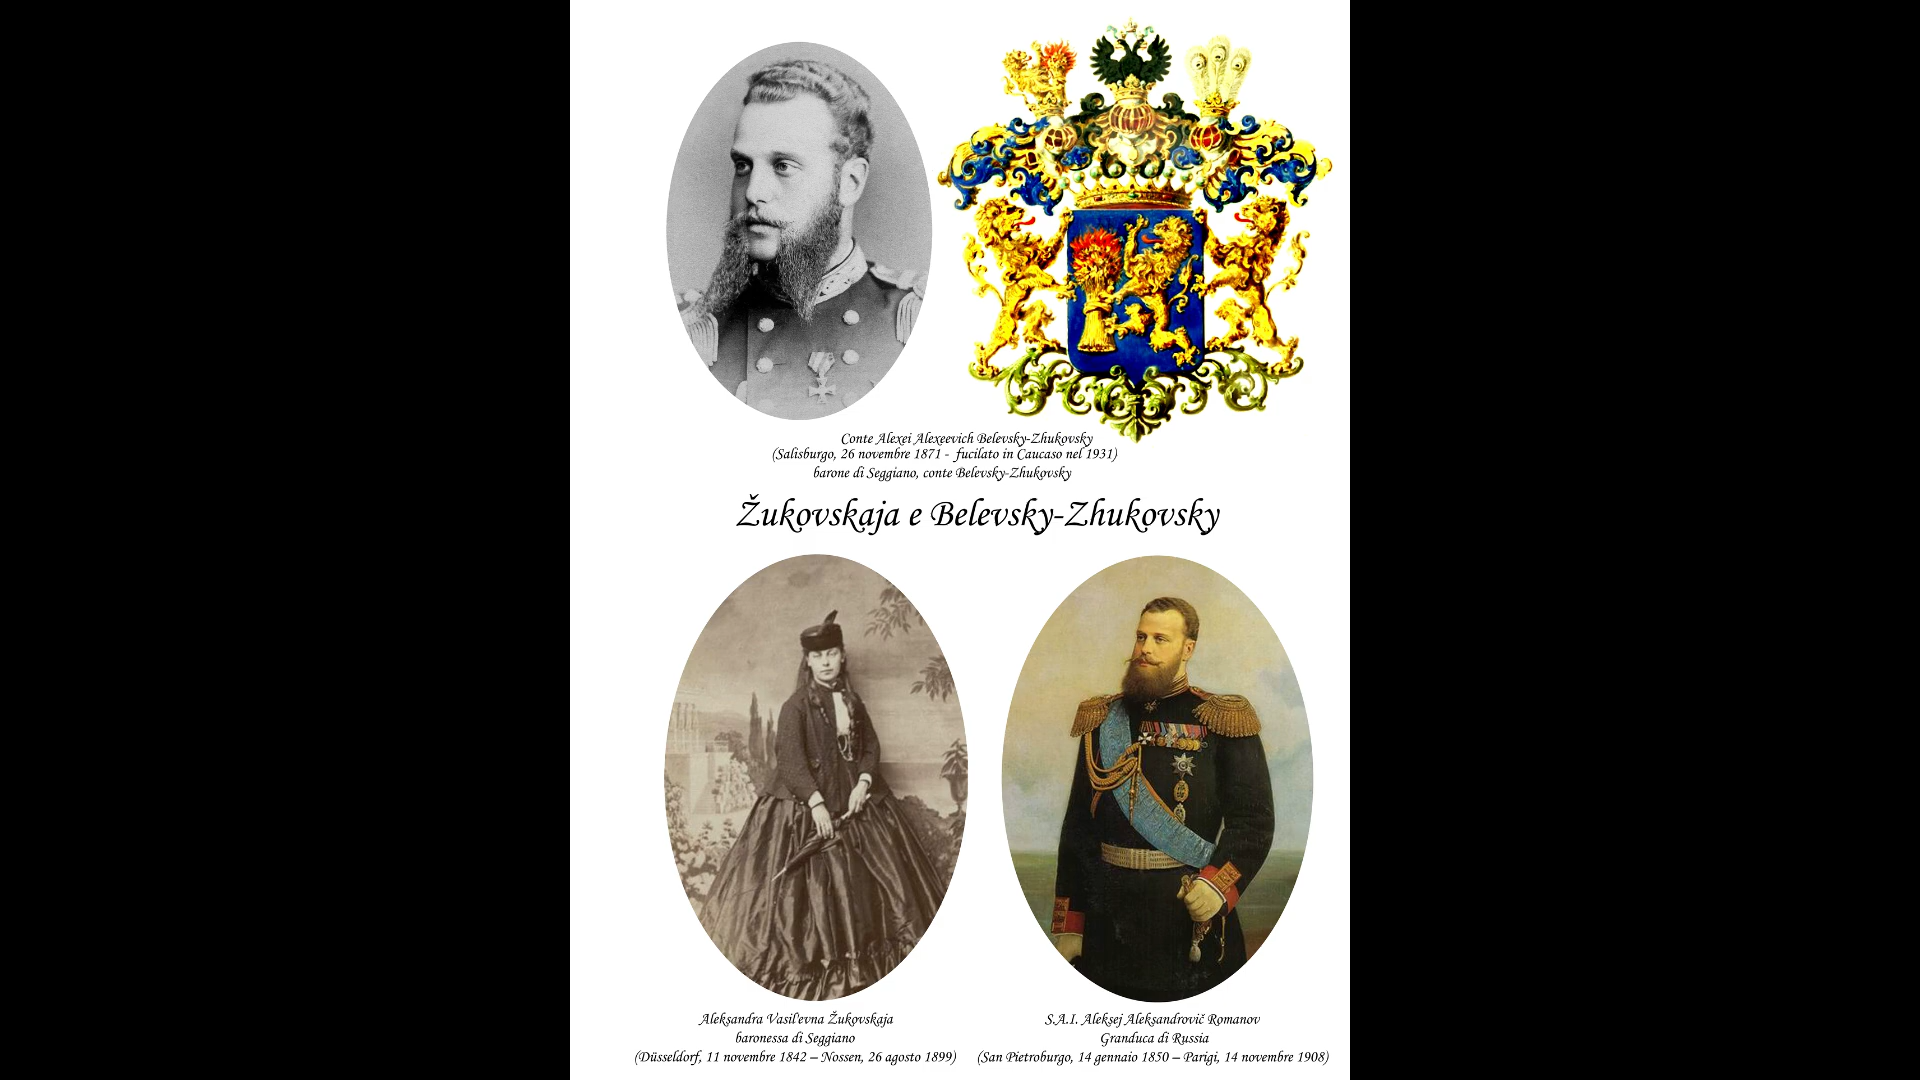 Conte Alexei Alexeevich Belevsky-Zhukovsky
(Salisburgo, 26 novembre 1871 - fucilato in Caucaso nel 1931)
barone di Seggiano, conte Belevsky-Zhukovsky
Žukovskaja e Belevsky-Zhukovsky
Aleksandra Vasil'evna Žukovskaja
baronessa di Seggiano
(Düsseldorf, 11 novembre 1842 – Nossen, 26 agosto 1899)
S.A.I. Aleksej Aleksandrovič Romanov
Granduca di Russia
(San Pietroburgo, 14 gennaio 1850 – Parigi, 14 novembre 1908)